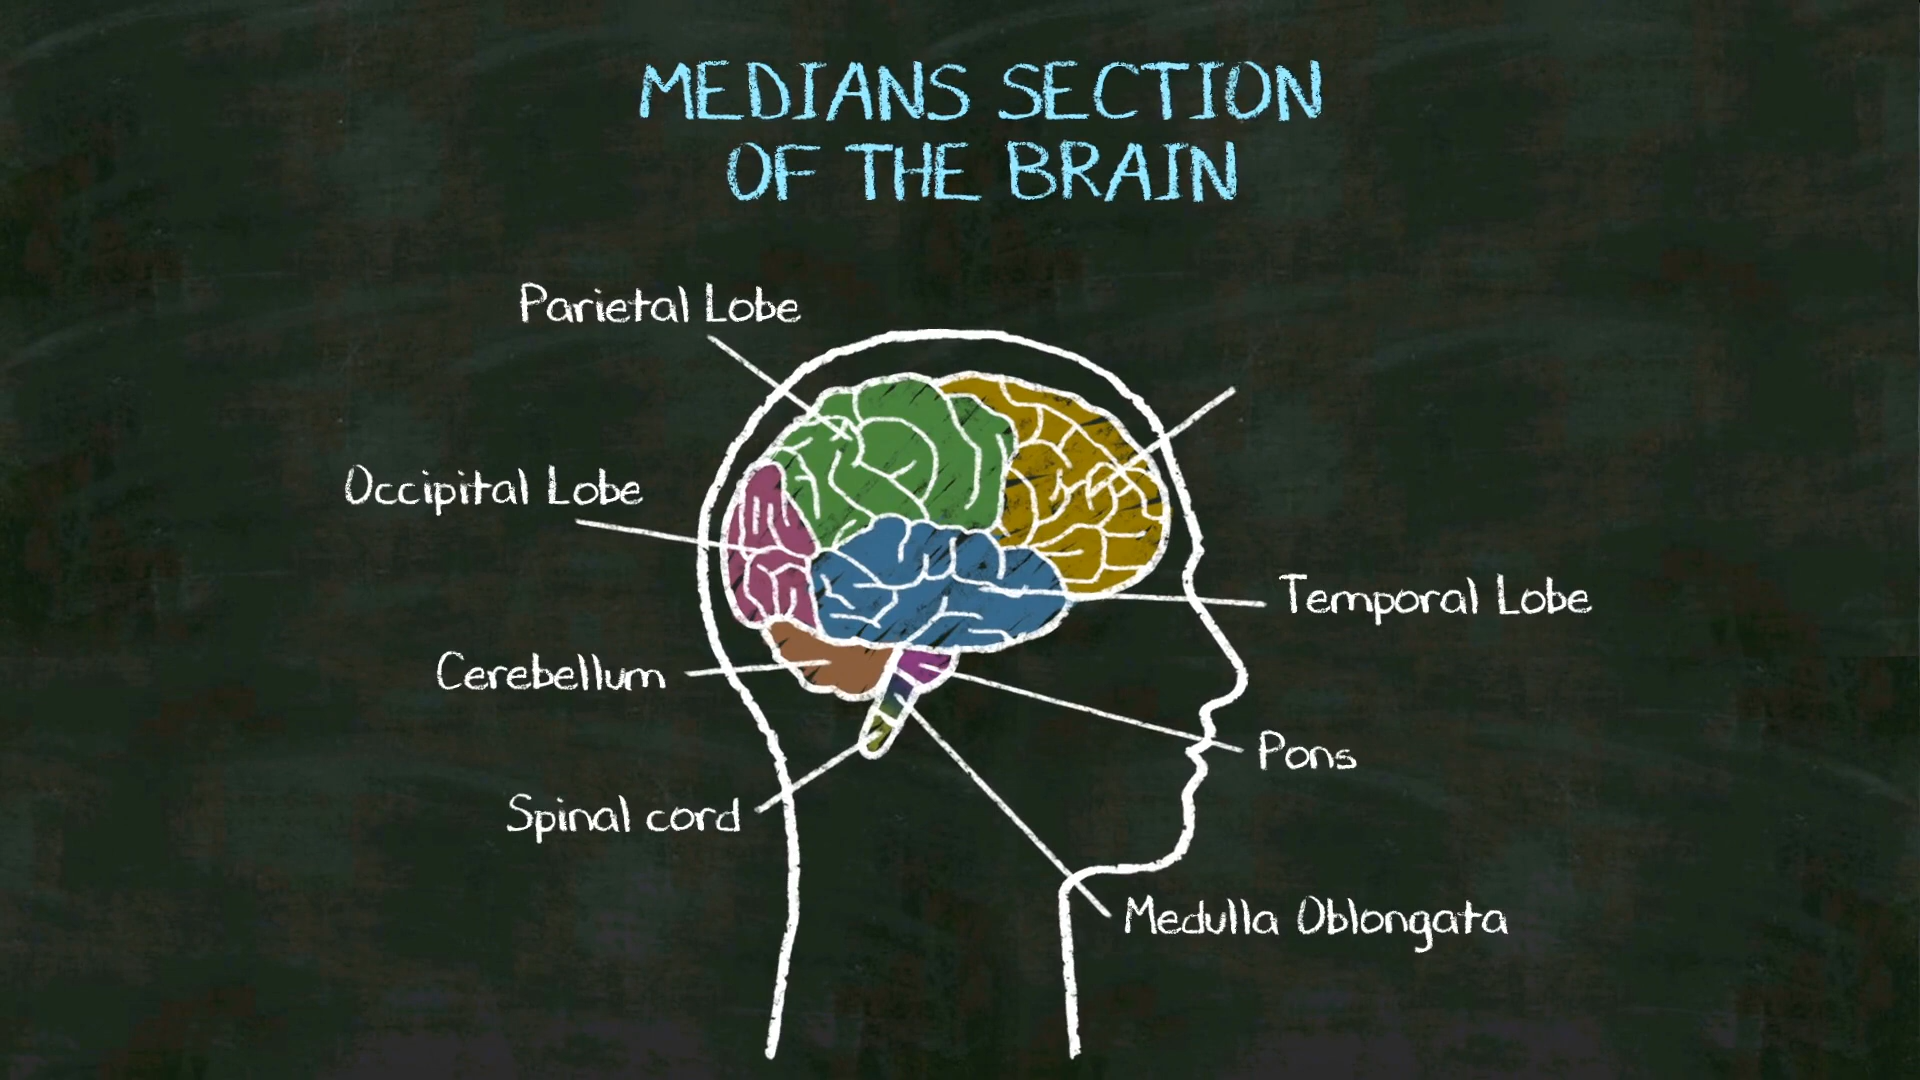 MEDIANS SECTION
OF THE BRAIN
Parietal Lobe
Occipital Lobe
Temporal Lobe
Cerebellum
Pons
Spinal cord
Medulla Oblongata